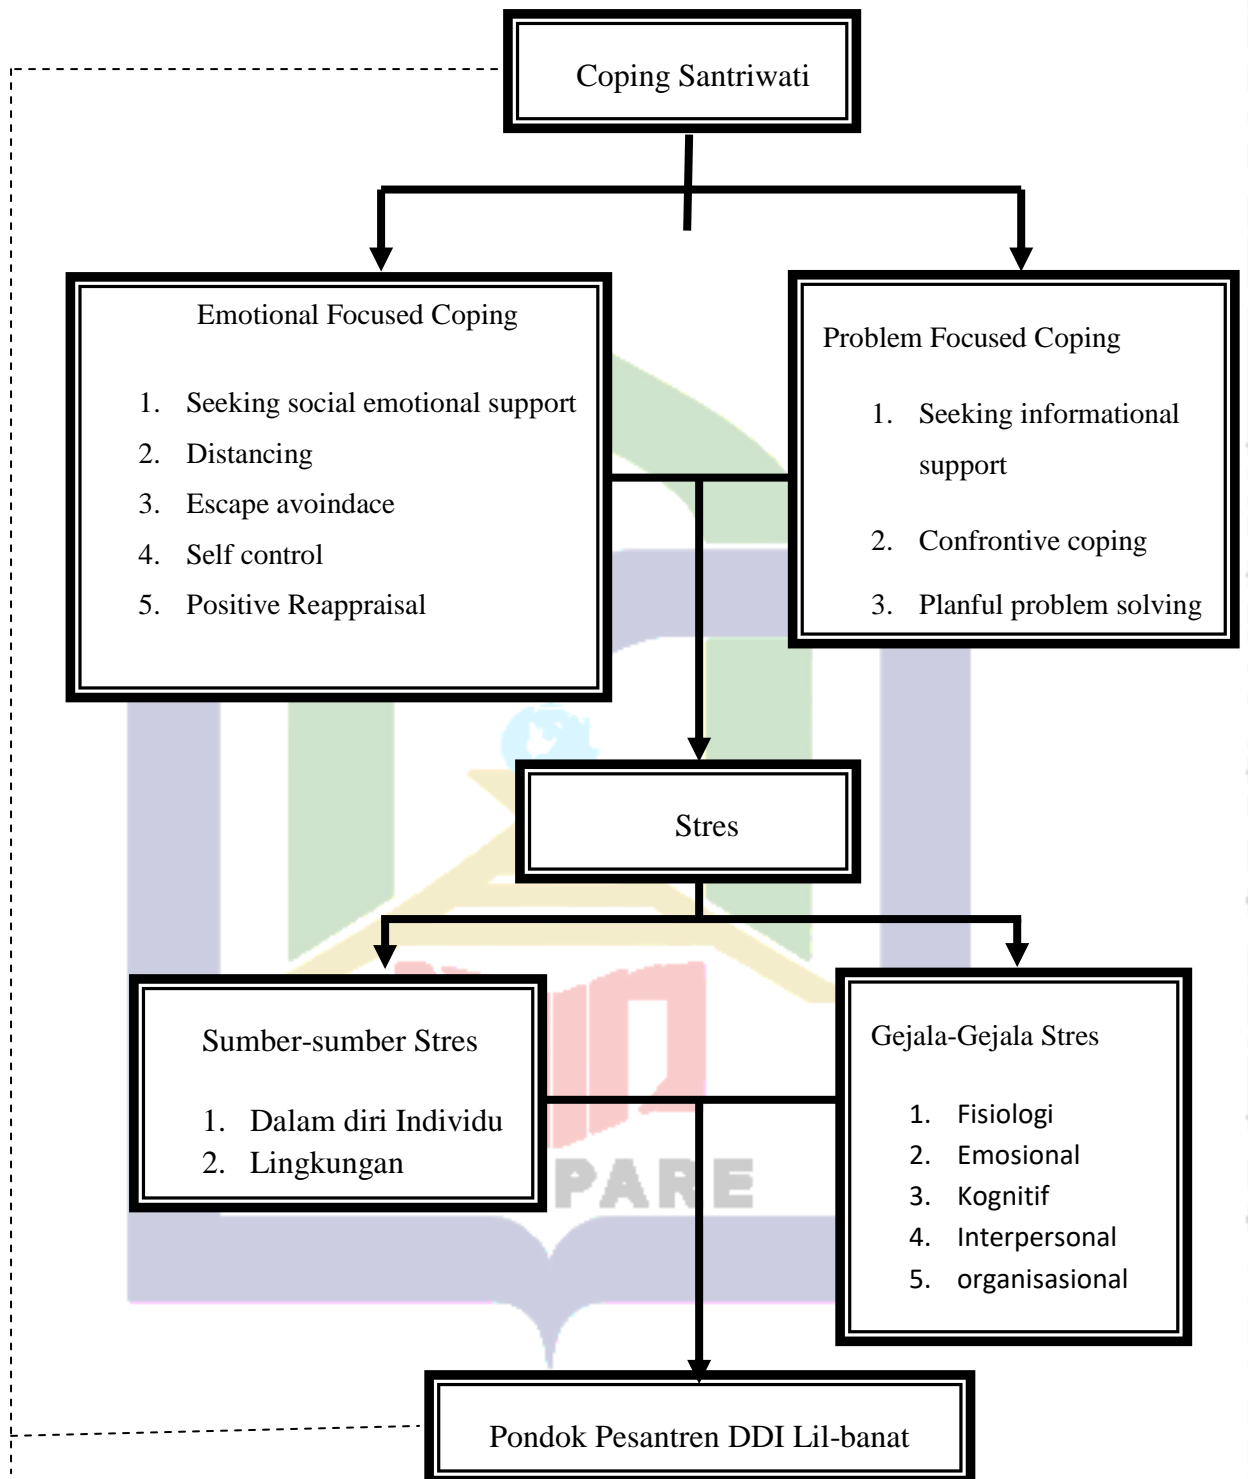 Coping Santriwati
Emotional Focused Coping
1. Seeking social emotional support
2. Distancing
3. Escape avoindace
4. Self control
5. Positive Reappraisal
Problem Focused Coping
1. Seeking informational
support
2. Confrontive coping
3. Planful problem solving
Stres
Sumber-sumber Stres
1. Dalam diri Individu
2. Lingkungan
Gejala-Gejala Stres
1. Fisiologi
2. Emosional
3. Kognitif
4. Interpersonal
5. organisasional
PARE
Pondok Pesantren DDI Lil-banat